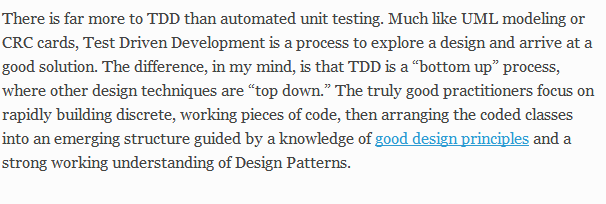 There is far more to TDD than automated unit testing. Much like UML modeling or
CRC cards, Test Driven Development is a process to explore a design and arrive at a
good solution. The difference, in my mind, is that TDD is a “bottom up” process,
where other design techniques are “top down.” The truly good practitioners focus on
rapidly building discrete, working pieces of code, then arranging the coded classes
into an emerging structure guided by a knowledge of good design principles and a
strong working understanding of Design Patterns.